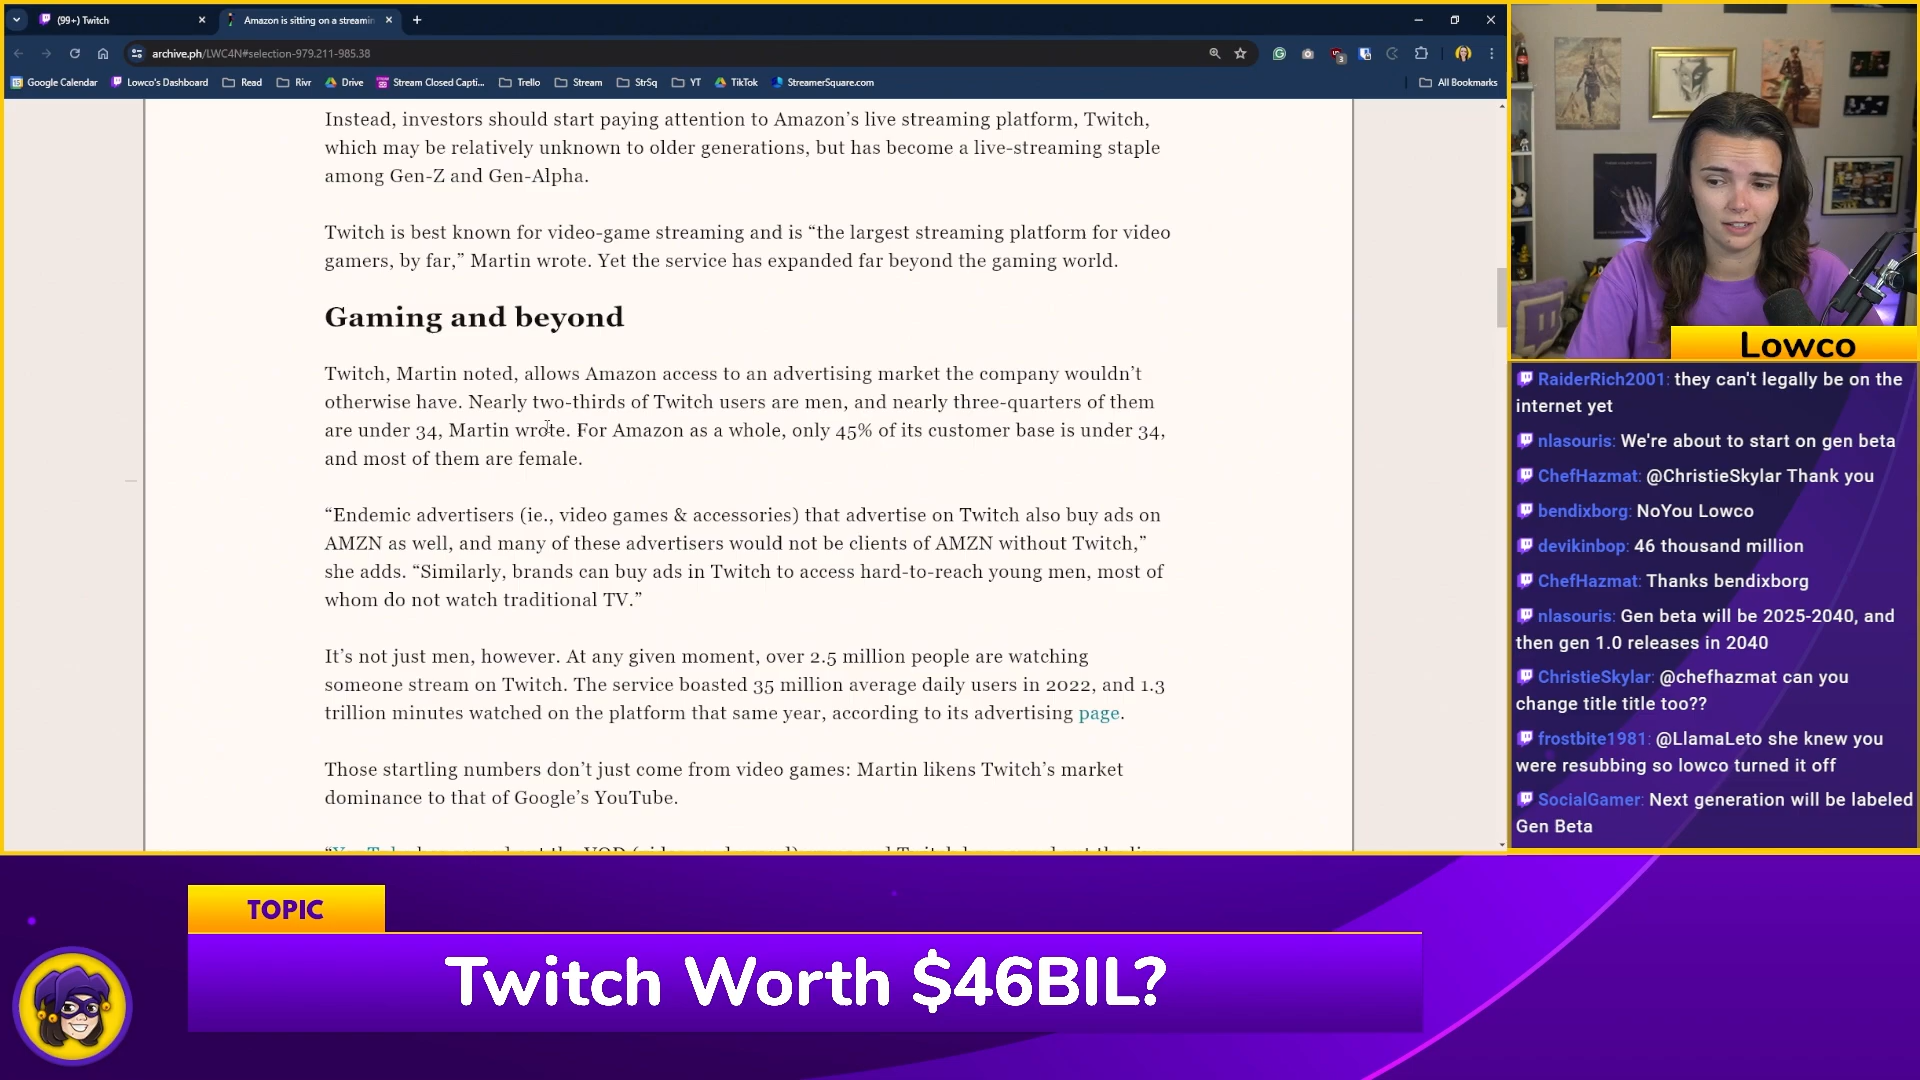 (99+) Twitch
Amazon is sitting on a streamin
archive.ph/LWC4N#selection-979.211-985.38
3
Google Calendar
Lowco's Dashboard
Read
Rivr
Drive
Stream Closed Capti...
Trello
Stream
StrSq
YT
TikTok
StreamerSquare.com
All Bookmarks
Instead, investors should start paying attention to Amazon’s live streaming platform, Twitch,
which may be relatively unknown to older generations, but has become a live-streaming staple
among Gen-Z and Gen-Alpha.
Twitch is best known for video-game streaming and is “the largest streaming platform for video
gamers, by far,” Martin wrote. Yet the service has expanded far beyond the gaming world.
Gaming and beyond
Twitch, Martin noted, allows Amazon access to an advertising market the company wouldn’t
otherwise have. Nearly two-thirds of Twitch users are men, and nearly three-quarters of them
are under 34, Martin wrote. For Amazon as a whole, only 45% of its customer base is under 34,
and most of them are female.
“Endemic advertisers (ie., video games & accessories) that advertise on Twitch also buy ads on
AMZN as well, and many of these advertisers would not be clients of AMZN without Twitch,”
she adds. “Similarly, brands can buy ads in Twitch to access hard-to-reach young men, most of
whom do not watch traditional TV.”
It’s not just men, however. At any given moment, over 2.5 million people are watching
someone stream on Twitch. The service boasted 35 million average daily users in 2022, and 1.3
trillion minutes watched on the platform that same year, according to its advertising page.
Those startling numbers don’t just come from video games: Martin likens Twitch’s market
dominance to that of Google’s YouTube.
Lowco
RaiderRich2001: they can't legally be on the
internet yet
nlasouris: We're about to start on gen beta
ChefHazmat: @ChristieSkylar Thank you
bendixborg: NoYou Lowco
devikinbop: 46 thousand million
ChefHazmat: Thanks bendixborg
nlasouris: Gen beta will be 2025-2040, and
then gen 1.0 releases in 2040
ChristieSkylar: @chefhazmat can you
change title title too??
frostbite1981: @LlamaLeto she knew you
were resubbing so lowco turned it off
SocialGamer: Next generation will be labeled
Gen Beta
TOPIC
Twitch Worth $46BIL?